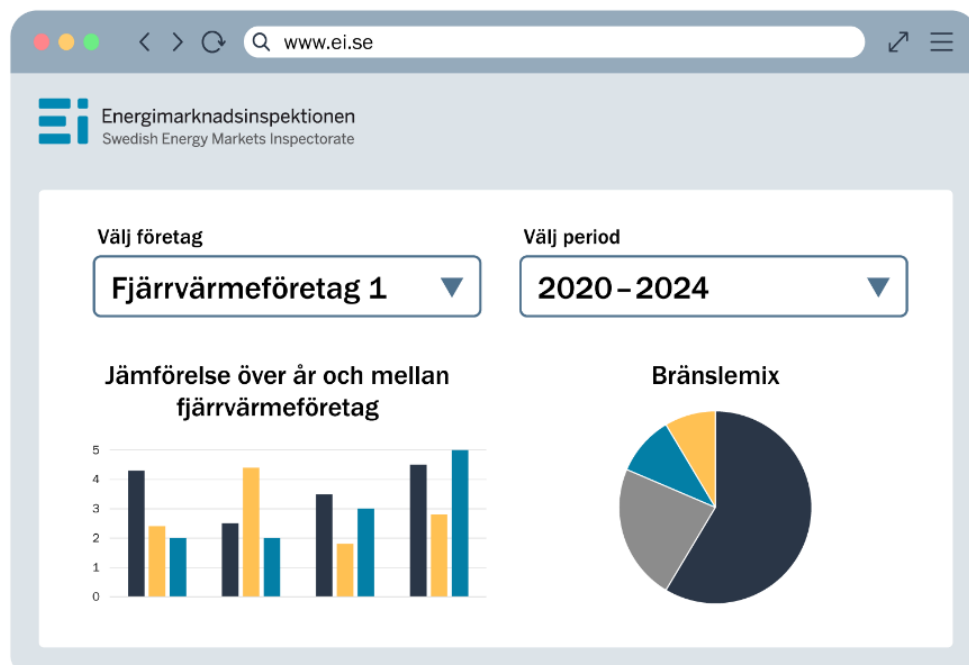 www.ei.se
Energimarknadsinspektionen
Swedish Energy Markets Inspectorate
Välj företag
Fjärrvärmeföretag 1
Välj period
2020–2024
Jämförelse över år och mellan
fjärrvärmeföretag
5
4
3
2
1
0
Bränslemix